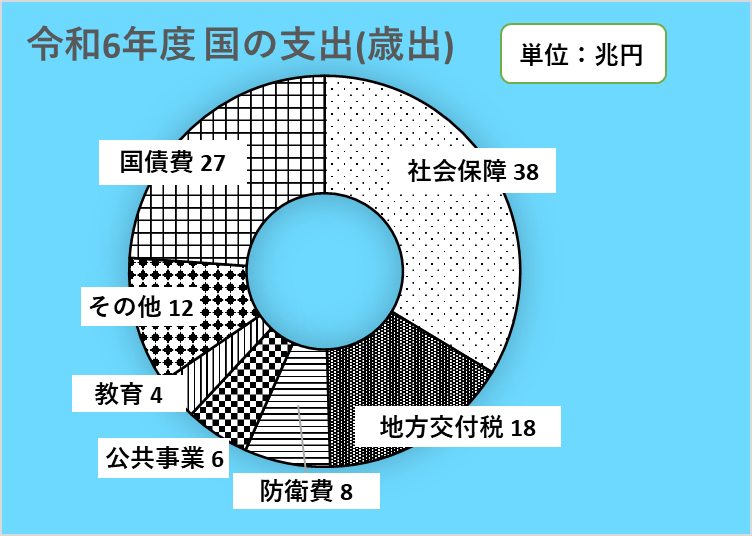 令和6年度 国の支出(歳出)
単位：兆円
国債費 27
社会保障 38
その他 12
教育 4
地方交付税 18
公共事業 6
防衛費 8